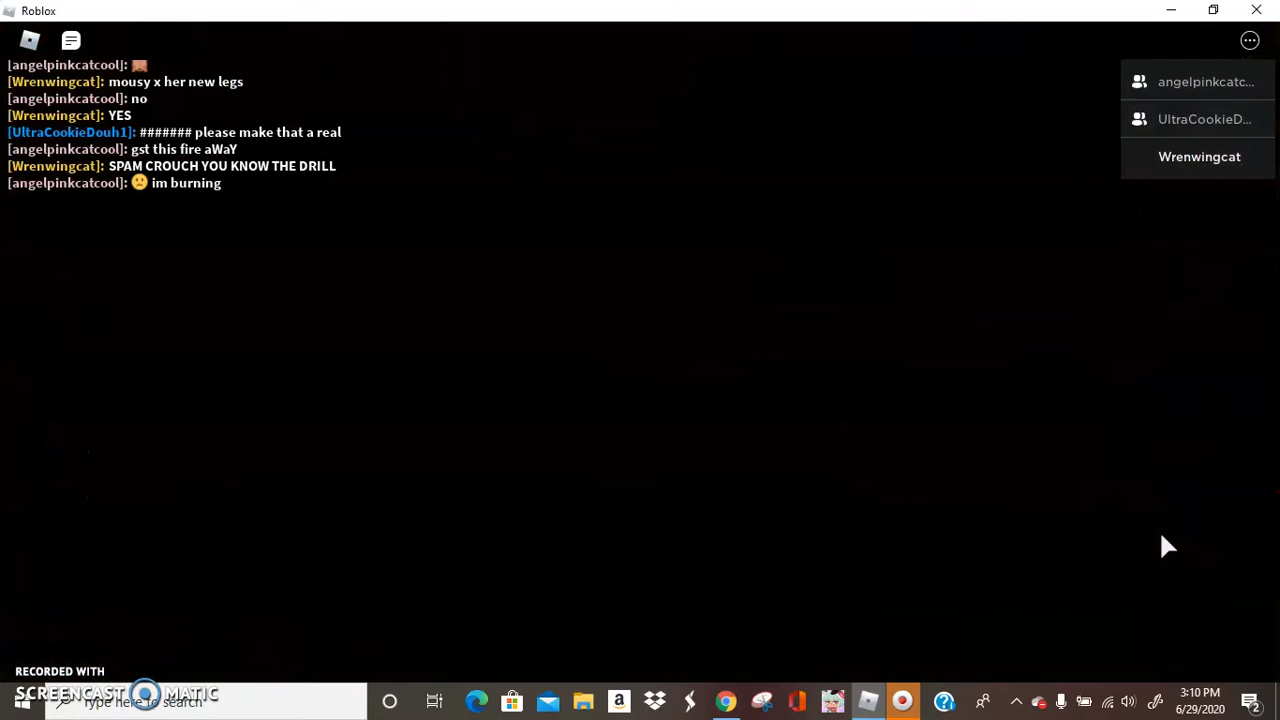 Roblox
[angelpinkcatcool]:
[Wrenwingcat]: mousy x her new legs
[angelpinkcatcool]: no
[Wrenwingcat]: YES
[UltraCookieDouh1]: ####### please make that a real
[angelpinkcatcool]: gst this fire aWaY
[Wrenwingcat]: SPAM CROUCH YOU KNOW THE DRILL
[angelpinkcatcool]: 🙁 im burning
angelpinkcatc...
UltraCookieD...
Wrenwingcat
RECORDED WITH
SCREENCAST MATIC
Type here to search
3:10 PM
6/29/2020
2